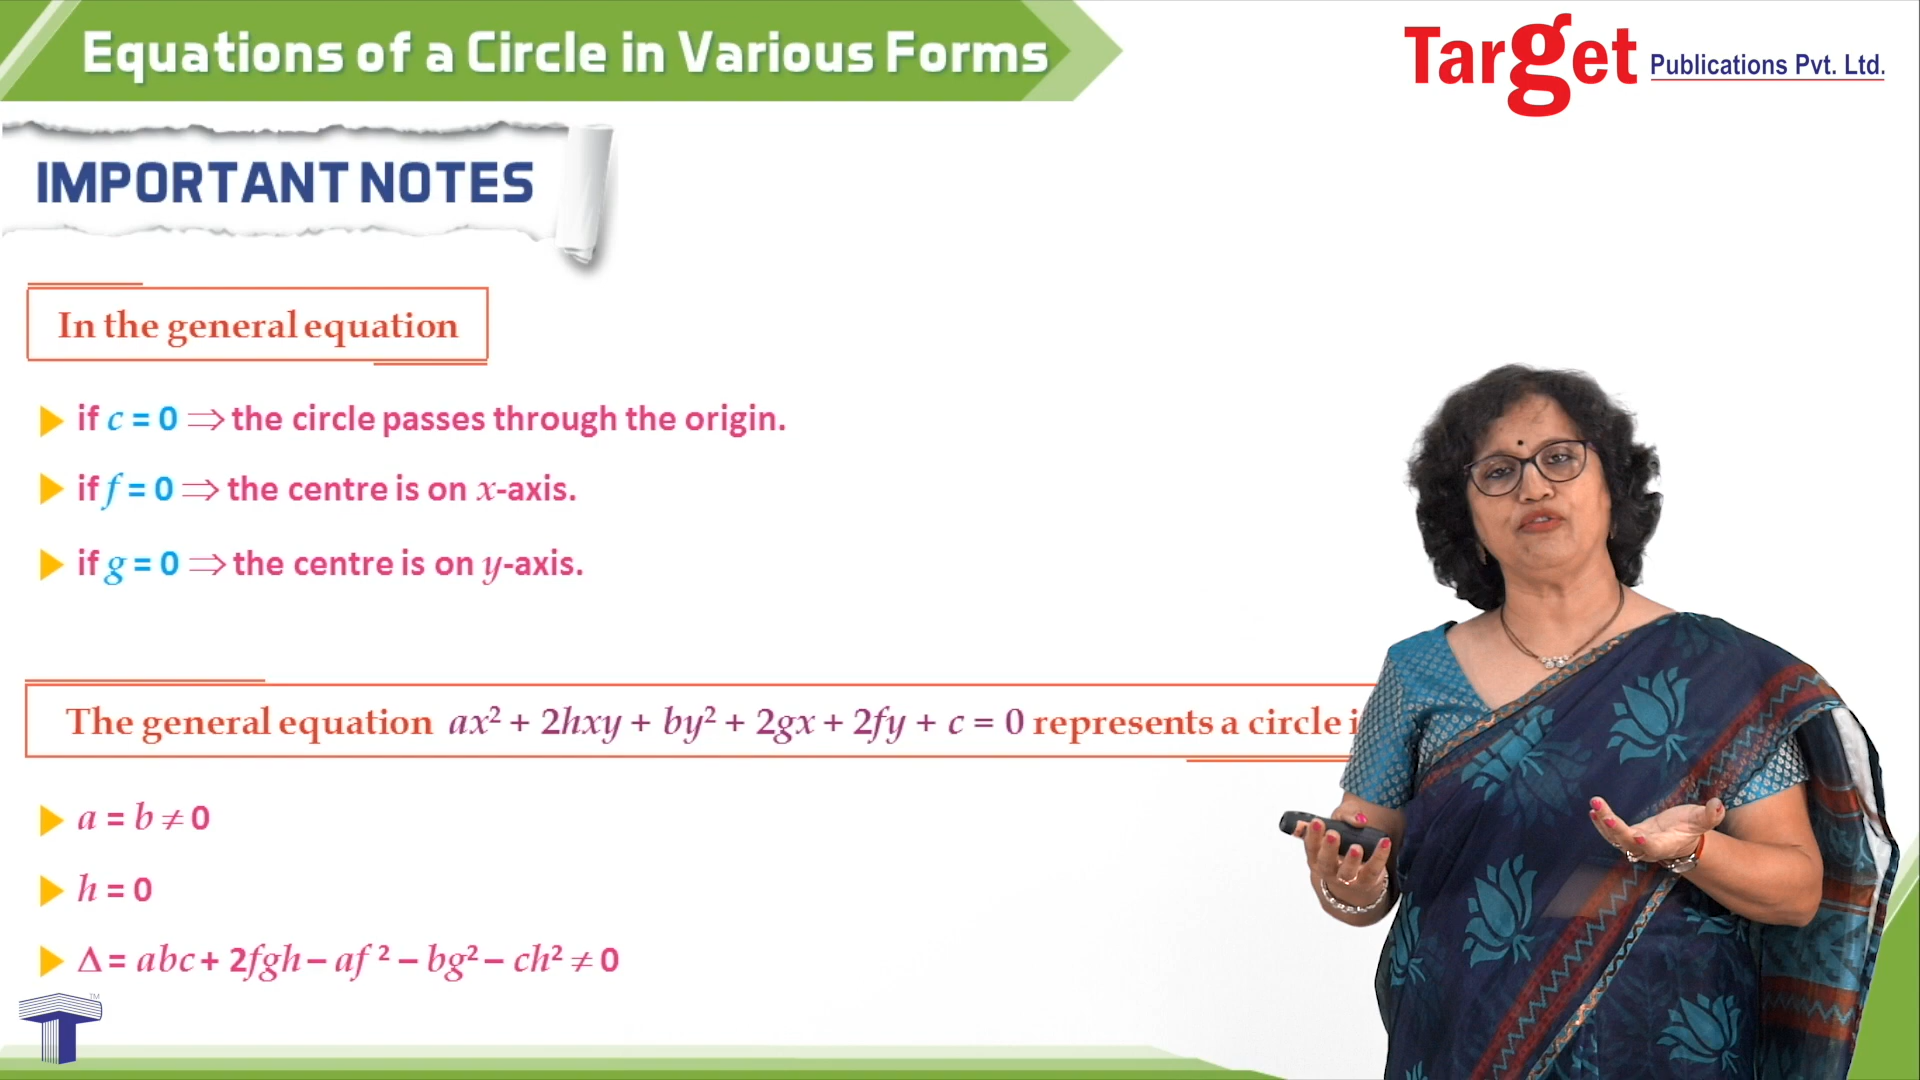 Equations of a Circle in Various Forms
Target Publications Pvt. Ltd.
IMPORTANT NOTES
In the general equation
if c = 0 ⇒ the circle passes through the origin.
if f = 0 ⇒ the centre is on x-axis.
if g = 0 ⇒ the centre is on y-axis.
The general equation ax² + 2hxy + by² + 2gx + 2fy + c = 0 represents a circle
a = b ≠ 0
h = 0
Δ = abc + 2fgh – af² – bg² – ch² ≠ 0
TM